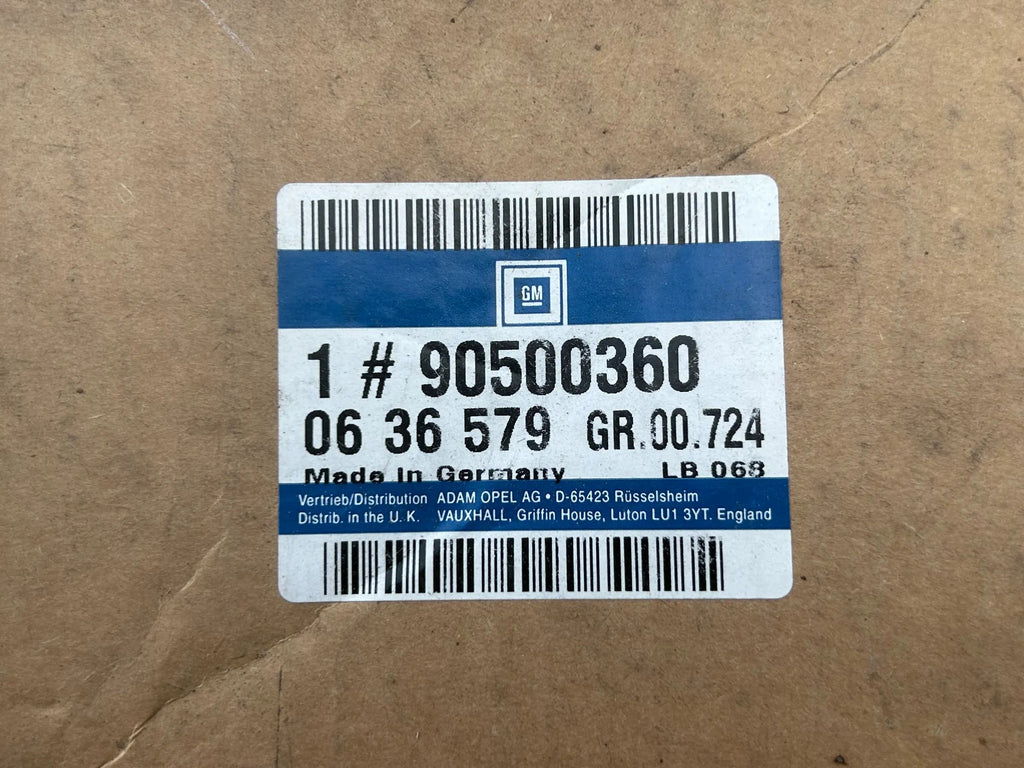 GM
1 # 90500360
06 36 579 GR.00.724
Made in Germany LB 068
Vertrieb/Distribution ADAM OPEL AG • D-65423 Rüsselsheim
Distrib. in the U. K. VAUXHALL, Griffin House, Luton LU1 3YT. England